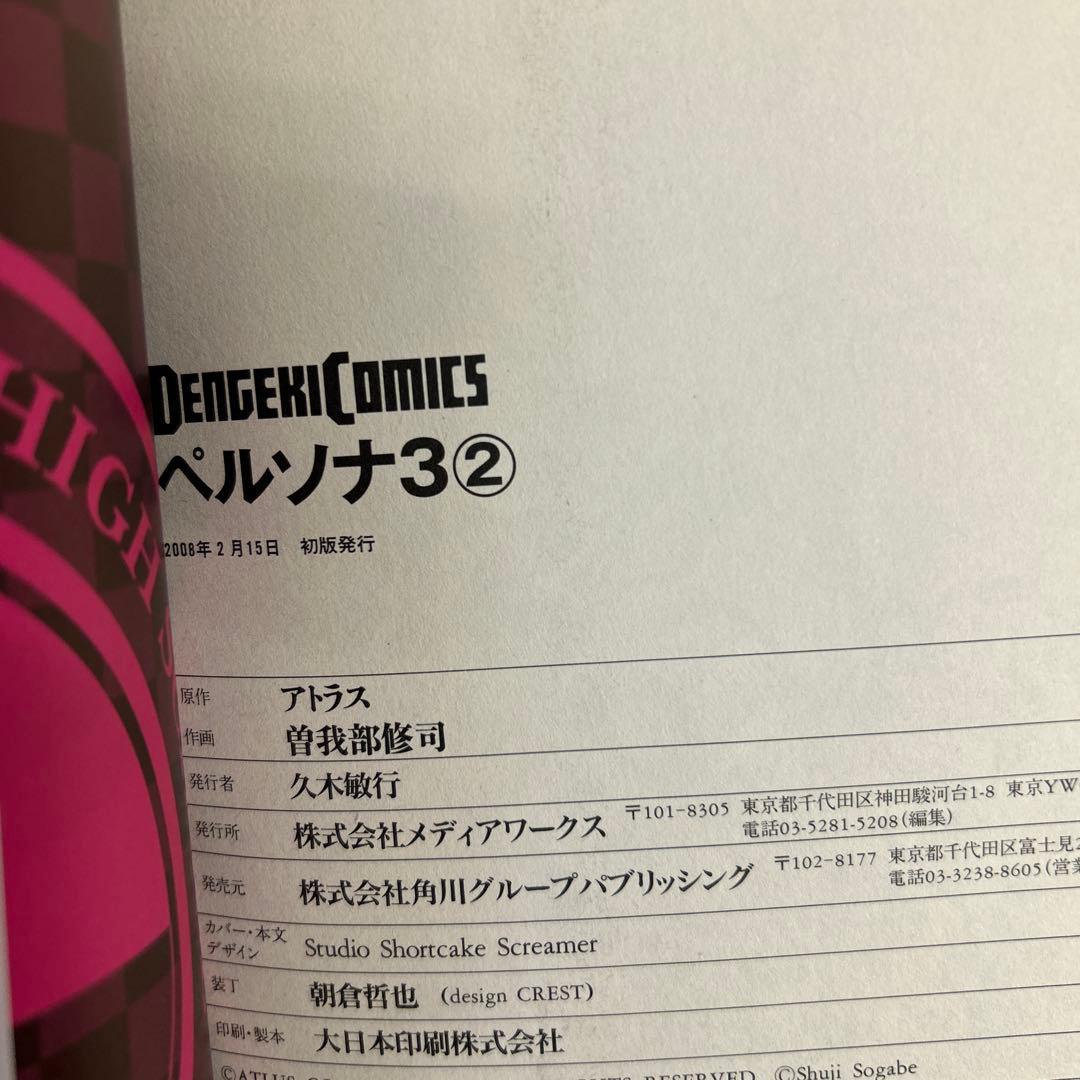 HIGH S
DENGEKI COMICS
ペルソナ3②
2008年2月15日　初版発行
原作　アトラス
作画　曽我部修司
発行者　久木敏行
発行所　株式会社メディアワークス　〒101-8305 東京都千代田区神田駿河台1-8 東京YW
電話03-5281-5208(編集)
発売元　株式会社角川グループパブリッシング　〒102-8177 東京都千代田区富士見2
電話03-3238-8605(営業
カバー・本文
デザイン　Studio Shortcake Screamer
装丁　朝倉哲也　(design CREST)
印刷・製本　大日本印刷株式会社
©ATLUS RESERVED ©Shuji Sogabe